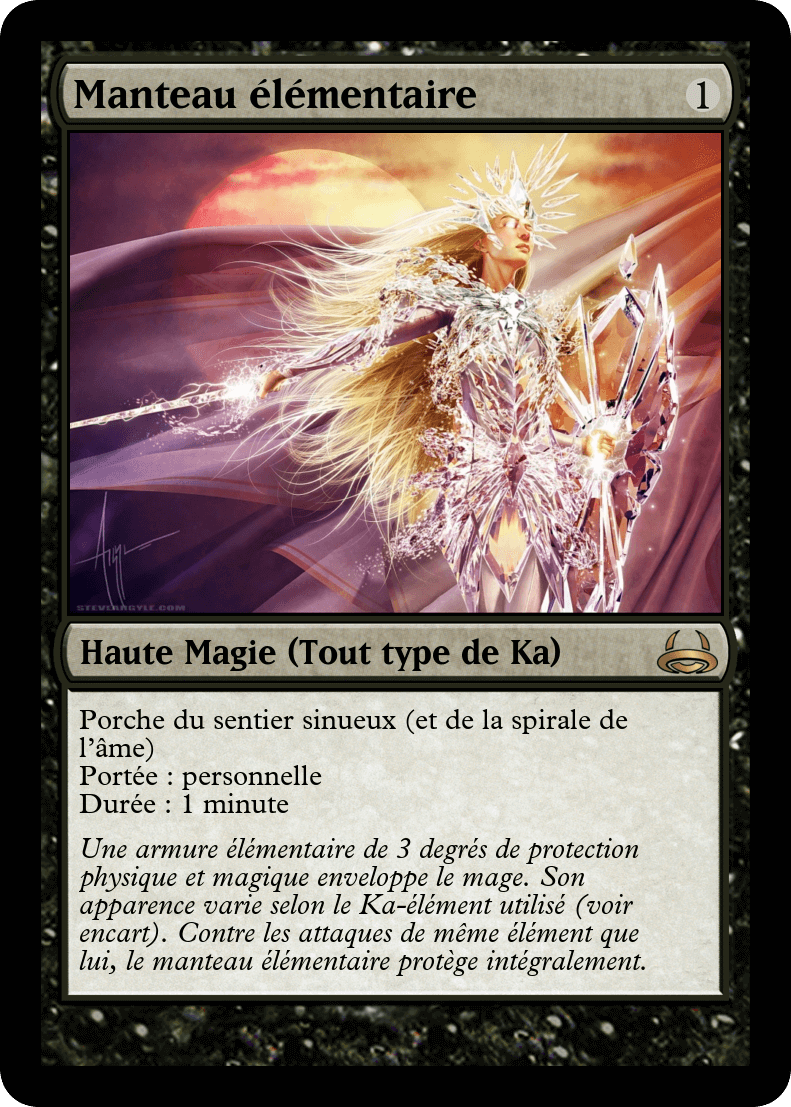 Manteau élémentaire
1
STEVEARGYLE.COM
Haute Magie (Tout type de Ka)
Porche du sentier sinueux (et de la spirale de
l'âme)
Portée : personnelle
Durée : 1 minute
Une armure élémentaire de 3 degrés de protection
physique et magique enveloppe le mage. Son
apparence varie selon le Ka-élément utilisé (voir
encart). Contre les attaques de même élément que
lui, le manteau élémentaire protège intégralement.